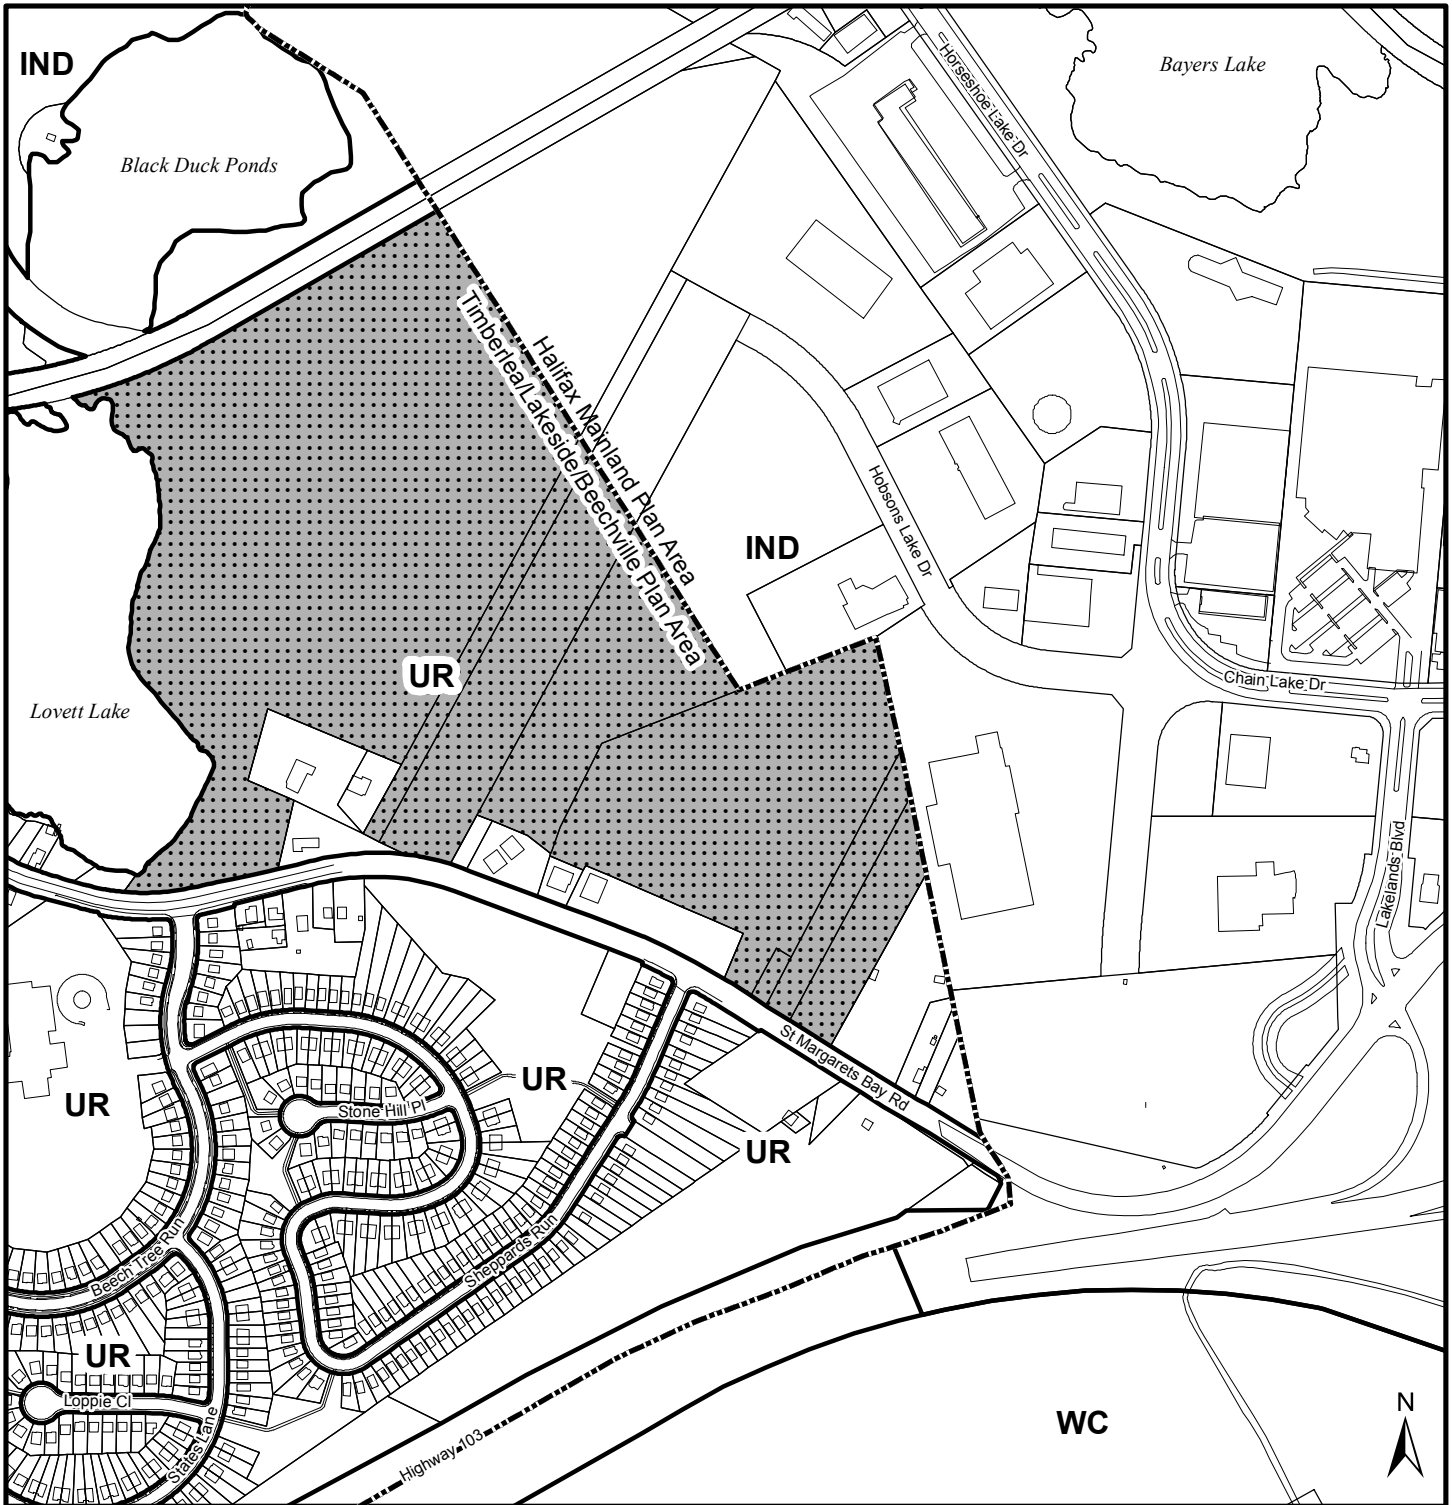 IND
Bayers Lake
Horseshoe Lake Dr
Black Duck Ponds
Halifax Mainland Plan Area
Timberlea/Lakeside/Beechville Plan Area
Hobsons Lake Dr
IND
UR
Chain Lake Dr
Lovett Lake
Lakelands Blvd
St Margarets Bay Rd
UR
UR
Stone Hill Pl
UR
Beech Tree Run
Sheppards Run
UR
Loppie Cl
States Lane
Highway 103
WC
N